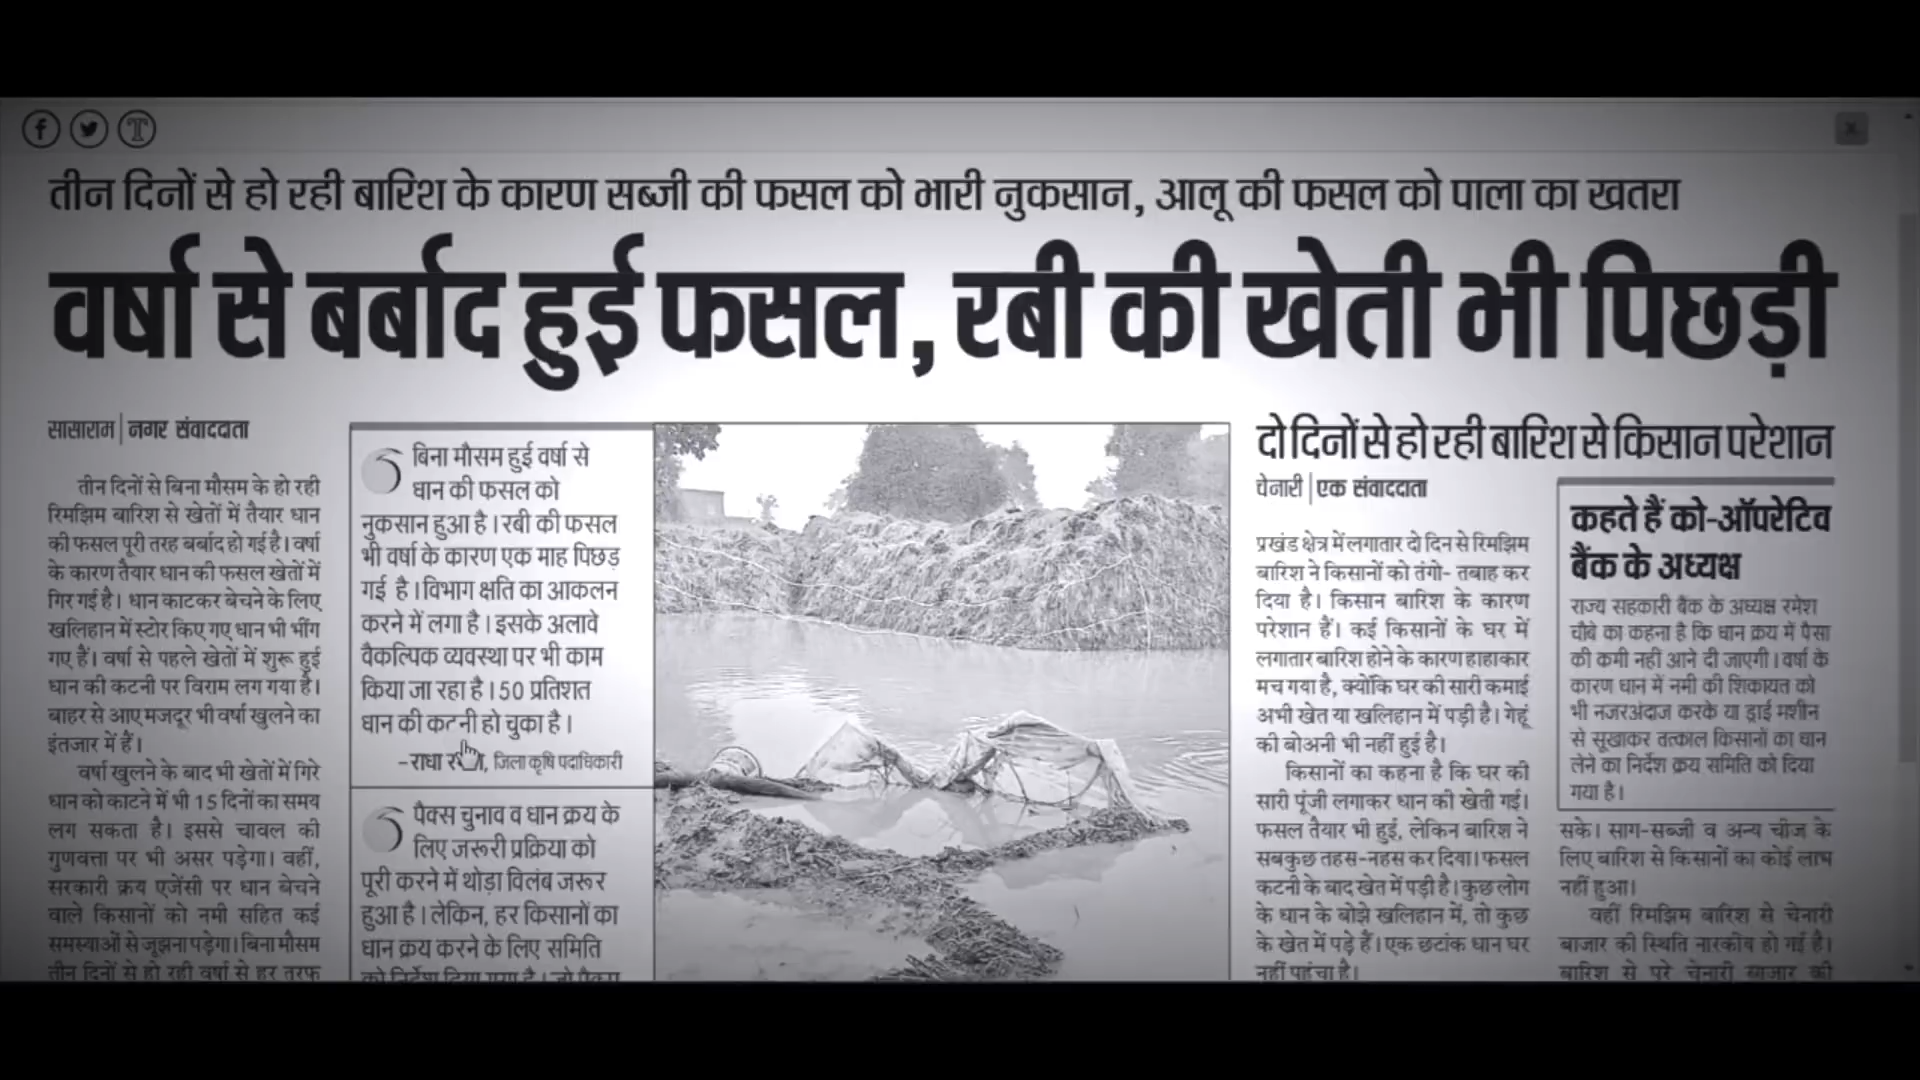 तीन दिनों से हो रही बारिश के कारण सब्जी की फसल को भारी नुकसान, आलू की फसल को पाला का खतरा
वर्षा से बर्बाद हुई फसल, रबी की खेती भी पिछड़ी
सासाराम | नगर संवाददाता
तीन दिनों से बिना मौसम के हो रही
रिमझिम बारिश से खेतों में तैयार धान
की फसल पूरी तरह बर्बाद हो गई है। वर्षा
के कारण तैयार धान की फसल खेतों में
गिर गई है। धान काटकर बेचने के लिए
खलिहान में स्टोर किए गए धान भी भींग
गए हैं। वर्षा से पहले खेतों में शुरू हुई
धान की कटनी पर विराम लग गया है।
बाहर से आए मजदूर भी वर्षा खुलने का
इंतजार में हैं।
वर्षा खुलने के बाद भी खेतों में गिरे
धान को काटने में भी 15 दिनों का समय
लग सकता है। इससे चावल की
गुणवत्ता पर भी असर पड़ेगा। वहीं,
सरकारी क्रय एजेंसी पर धान बेचने
वाले किसानों को नमी सहित कई
समस्याओं से जूझना पड़ेगा। बिना मौसम
तीन दिनों से हो रही वर्षा से हर तरफ
बिना मौसम हुई वर्षा से
धान की फसल को
नुकसान हुआ है। रबी की फसल
भी वर्षा के कारण एक माह पिछड़
गई है। विभाग क्षति का आकलन
करने में लगा है। इसके अलावे
वैकल्पिक व्यवस्था पर भी काम
किया जा रहा है। 50 प्रतिशत
धान की कटनी हो चुका है।
-राधा, जिला कृषि पदाधिकारी
पैक्स चुनाव व धान क्रय के
लिए जरूरी प्रक्रिया को
पूरी करने में थोड़ा विलंब जरूर
हुआ है। लेकिन, हर किसानों का
धान क्रय करने के लिए समिति
को निर्देश दिया गया है। जो पैक्स
दो दिनों से हो रही बारिश से किसान परेशान
चेनारी | एक संवाददाता
प्रखंड क्षेत्र में लगातार दो दिन से रिमझिम
बारिश ने किसानों को तंगो- तबाह कर
दिया है। किसान बारिश के कारण
परेशान हैं। कई किसानों के घर में
लगातार बारिश होने के कारण हाहाकार
मच गया है, क्योंकि घर की सारी कमाई
अभी खेत या खलिहान में पड़ी है। गेहूं
की बोअनी भी नहीं हुई है।
किसानों का कहना है कि घर की
सारी पूंजी लगाकर धान की खेती गई।
फसल तैयार भी हुई, लेकिन बारिश ने
सबकुछ तहस-नहस कर दिया। फसल
कटनी के बाद खेत में पड़ी है। कुछ लोग
के धान के बोझे खलिहान में, तो कुछ
के खेत में पड़े हैं। एक छटांक धान घर
नहीं पहुंचा है।
कहते हैं को-ऑपरेटिव
बैंक के अध्यक्ष
राज्य सहकारी बैंक के अध्यक्ष रमेश
चौबे का कहना है कि धान क्रय में पैसा
की कमी नहीं आने दी जाएगी। वर्षा के
कारण धान में नमी की शिकायत को
भी नजरअंदाज करके या ड्राई मशीन
से सूखाकर तत्काल किसानों का धान
लेने का निर्देश क्रय समिति को दिया
गया है।
सके। साग-सब्जी व अन्य चीज के
लिए बारिश से किसानों का कोई लाभ
नहीं हुआ।
वहीं रिमझिम बारिश से चेनारी
बाजार की स्थिति नारकीय हो गई है।
बारिश से पूरे चेनारी बाजार की